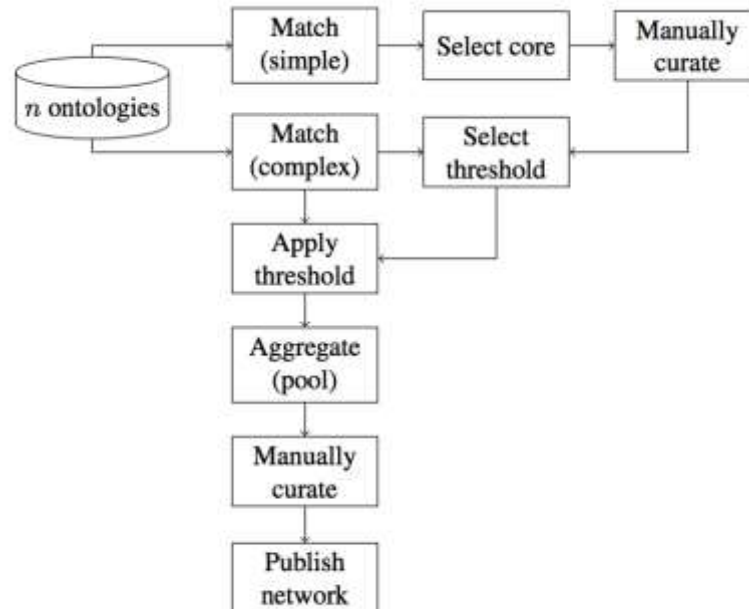 Match
(simple)
Select core
Manually
curate
n ontologies
Match
(complex)
Select
threshold
Apply
threshold
Aggregate
(pool)
Manually
curate
Publish
network